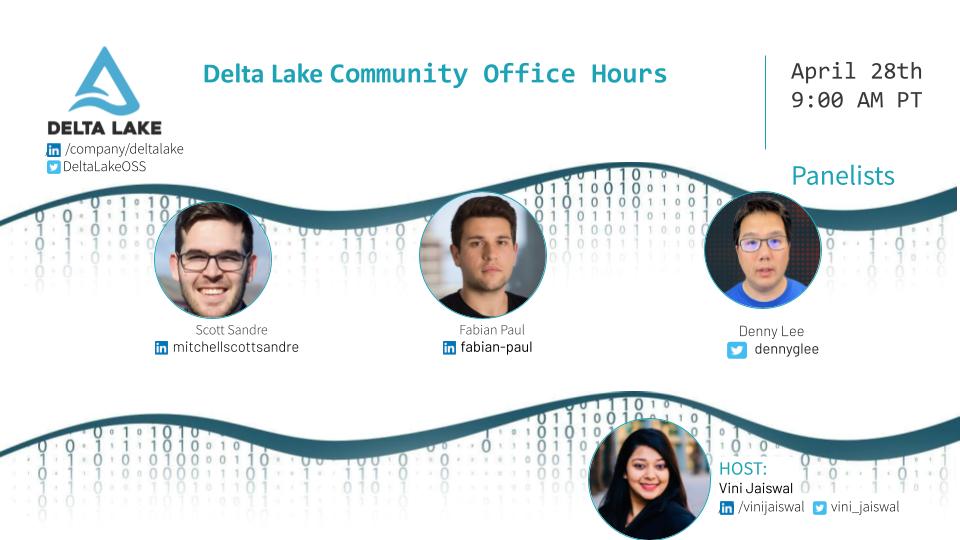 Delta Lake Community Office Hours
April 28th
9:00 AM PT
DELTA LAKE
/company/deltalake
DeltaLakeOSS
Panelists
Scott Sandre
mitchellscottsandre
Fabian Paul
fabian-paul
Denny Lee
dennyglee
HOST:
Vini Jaiswal
/vinijaiswal vini_jaiswal